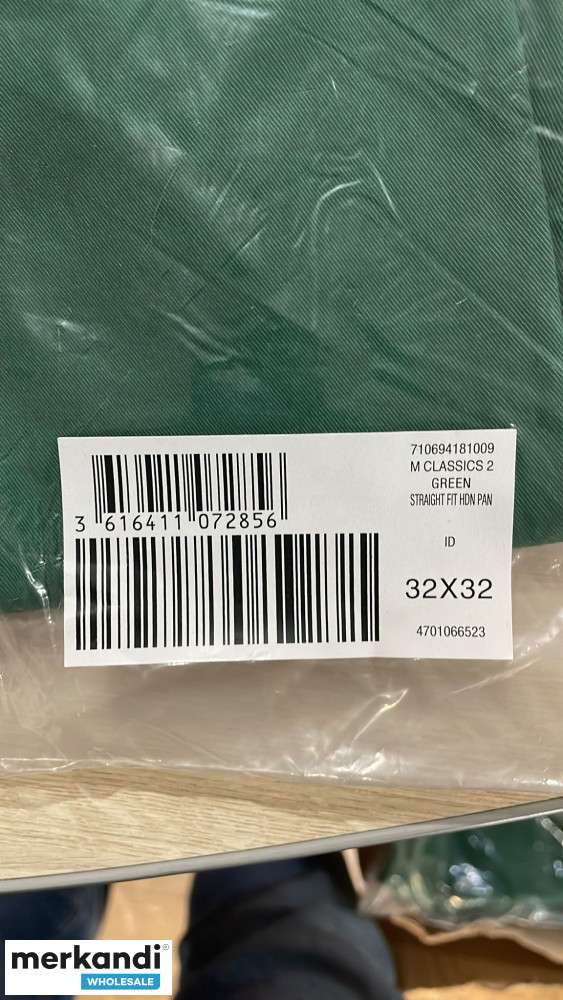 710694181009
M CLASSICS 2
GREEN
STRAIGHT FIT HDN PAN
3 616411 072856
ID
32X32
4701066523
merkandi
WHOLESALE